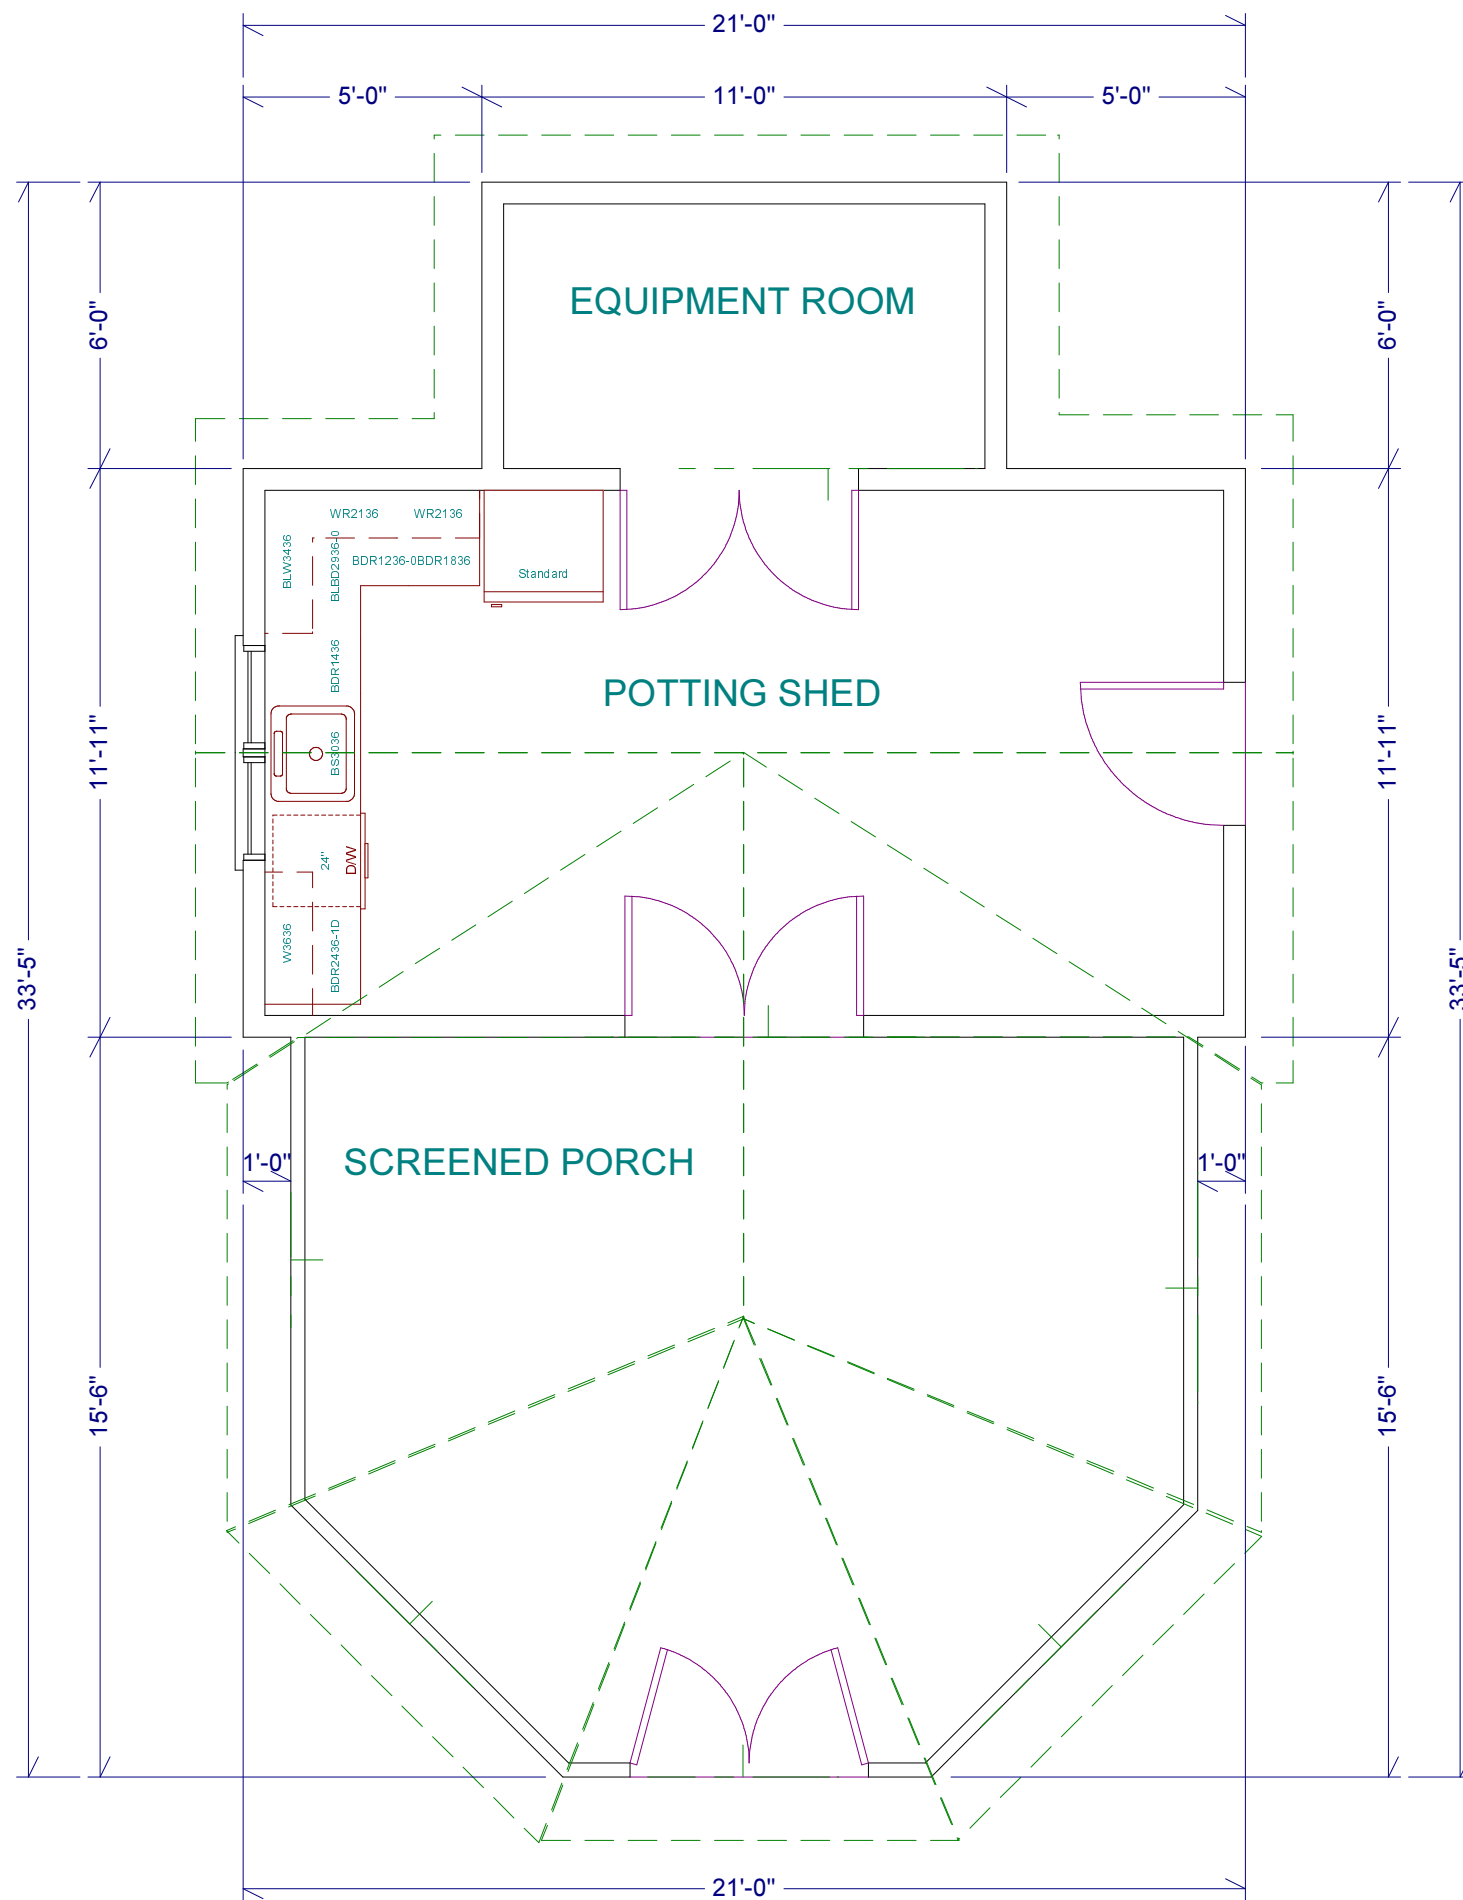 21'-0"
5'-0"
11'-0"
5'-0"
EQUIPMENT ROOM
6'-0"
6'-0"
WR2136
WR2136
BLW3436
BLBD2936-0
BDR1236-0BDR1836
Standard
BDR1436
POTTING SHED
11'-11"
BS3036
11'-11"
24"
D/W
W3636
BDR2436-1D
33'-5"
33'-5"
1'-0"
SCREENED PORCH
1'-0"
15'-6"
15'-6"
21'-0"